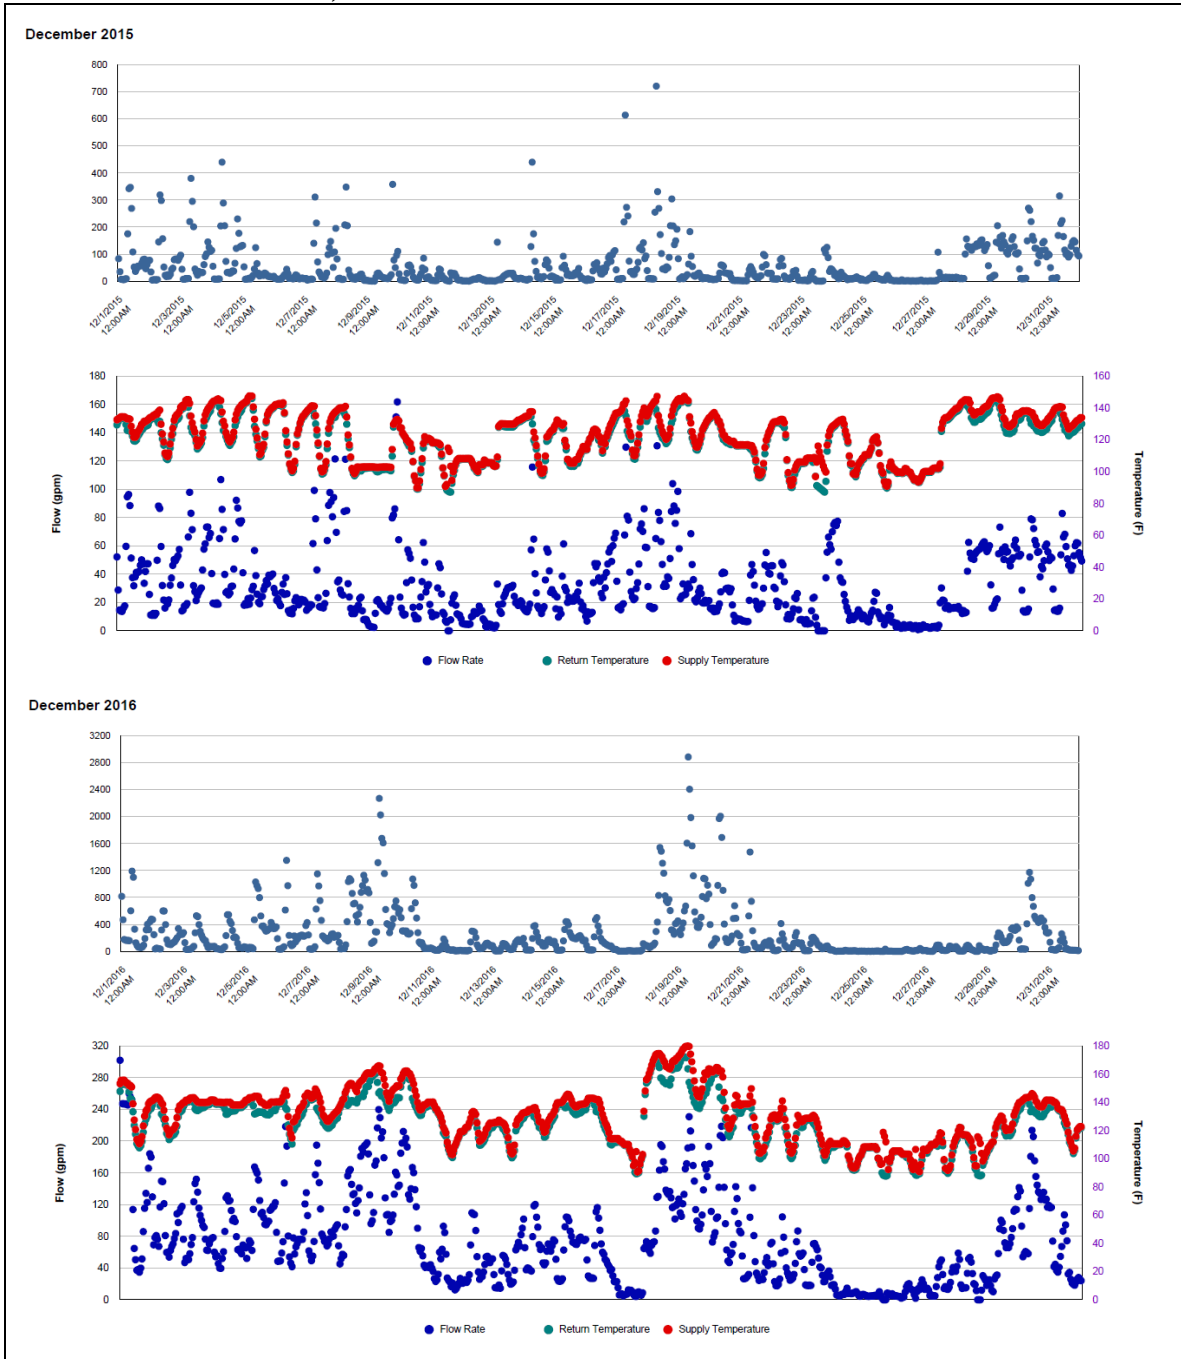 December 2015
800
700
600
500
400
300
200
100
0
12/1/2015 12:00AM
12/3/2015 12:00AM
12/5/2015 12:00AM
12/7/2015 12:00AM
12/9/2015 12:00AM
12/11/2015 12:00AM
12/13/2015 12:00AM
12/15/2015 12:00AM
12/17/2015 12:00AM
12/19/2015 12:00AM
12/21/2015 12:00AM
12/23/2015 12:00AM
12/25/2015 12:00AM
12/27/2015 12:00AM
12/29/2015 12:00AM
12/31/2015 12:00AM
Flow (gpm)
180
160
140
120
100
80
60
40
20
0
160
140
120
100
80
60
40
20
0
Temperature (F)
Flow Rate Return Temperature Supply Temperature
December 2016
3200
2800
2400
2000
1600
1200
800
400
0
12/1/2016 12:00AM
12/3/2016 12:00AM
12/5/2016 12:00AM
12/7/2016 12:00AM
12/9/2016 12:00AM
12/11/2016 12:00AM
12/13/2016 12:00AM
12/15/2016 12:00AM
12/17/2016 12:00AM
12/19/2016 12:00AM
12/21/2016 12:00AM
12/23/2016 12:00AM
12/25/2016 12:00AM
12/27/2016 12:00AM
12/29/2016 12:00AM
12/31/2016 12:00AM
Flow (gpm)
320
280
240
200
160
120
80
40
0
180
160
140
120
100
80
60
40
20
0
Temperature (F)
Flow Rate Return Temperature Supply Temperature